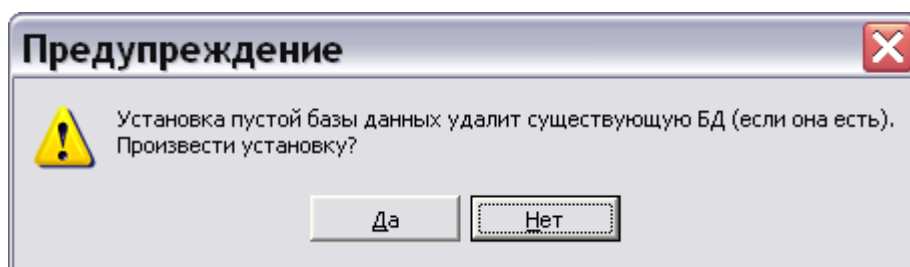 Предупреждение
Установка пустой базы данных удалит существующую БД (если она есть).
Произвести установку?
Да Нет